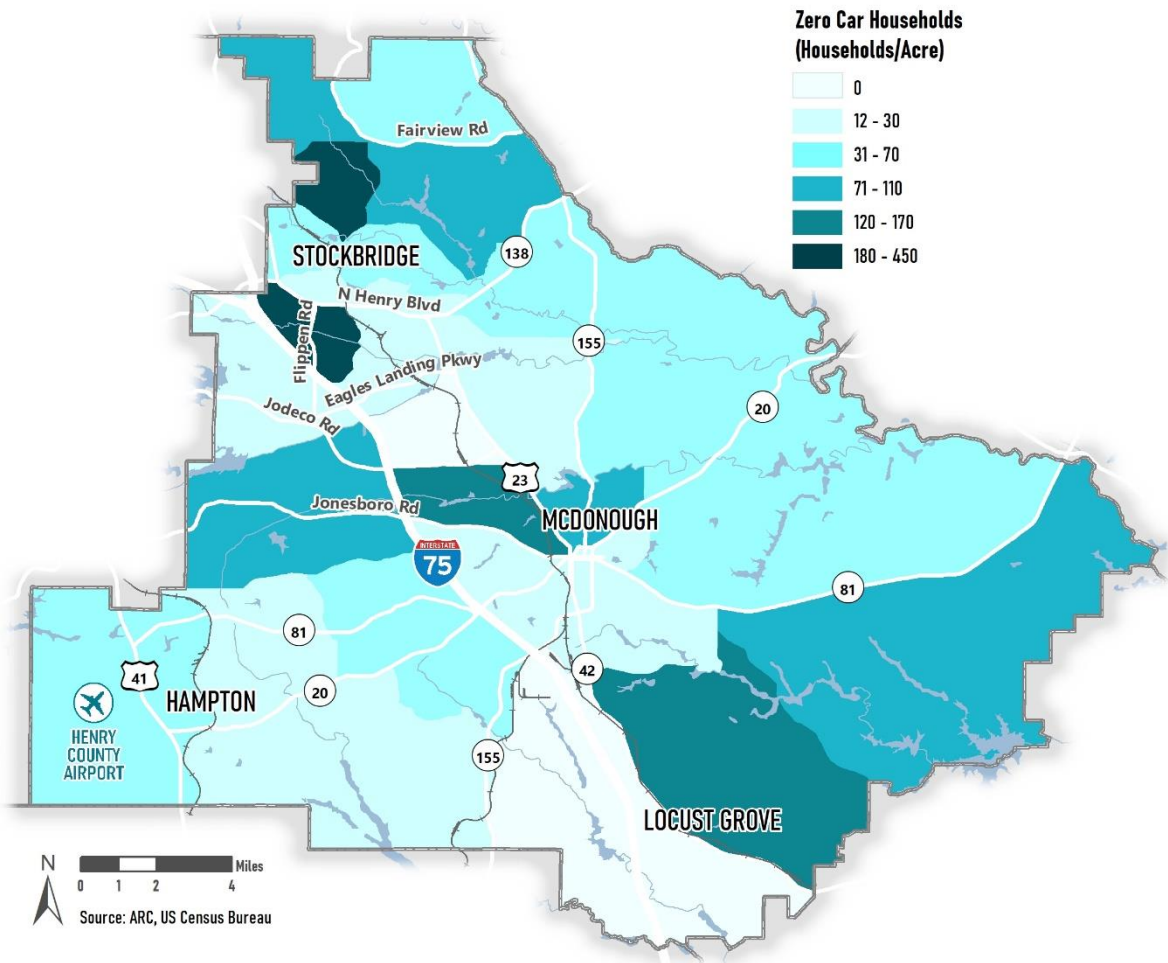 Zero Car Households
(Households/Acre)
0
12 - 30
31 - 70
71 - 110
120 - 170
180 - 450
Fairview Rd
STOCKBRIDGE
138
N Henry Blvd
Flippen Rd
155
Eagles Landing Pkwy
Jodeco Rd
20
23
Jonesboro Rd
MCDONOUGH
INTERSTATE
75
81
81
41
42
20
HAMPTON
HENRY
COUNTY
AIRPORT
155
LOCUST GROVE
N
Miles
0 1 2 4
Source: ARC, US Census Bureau